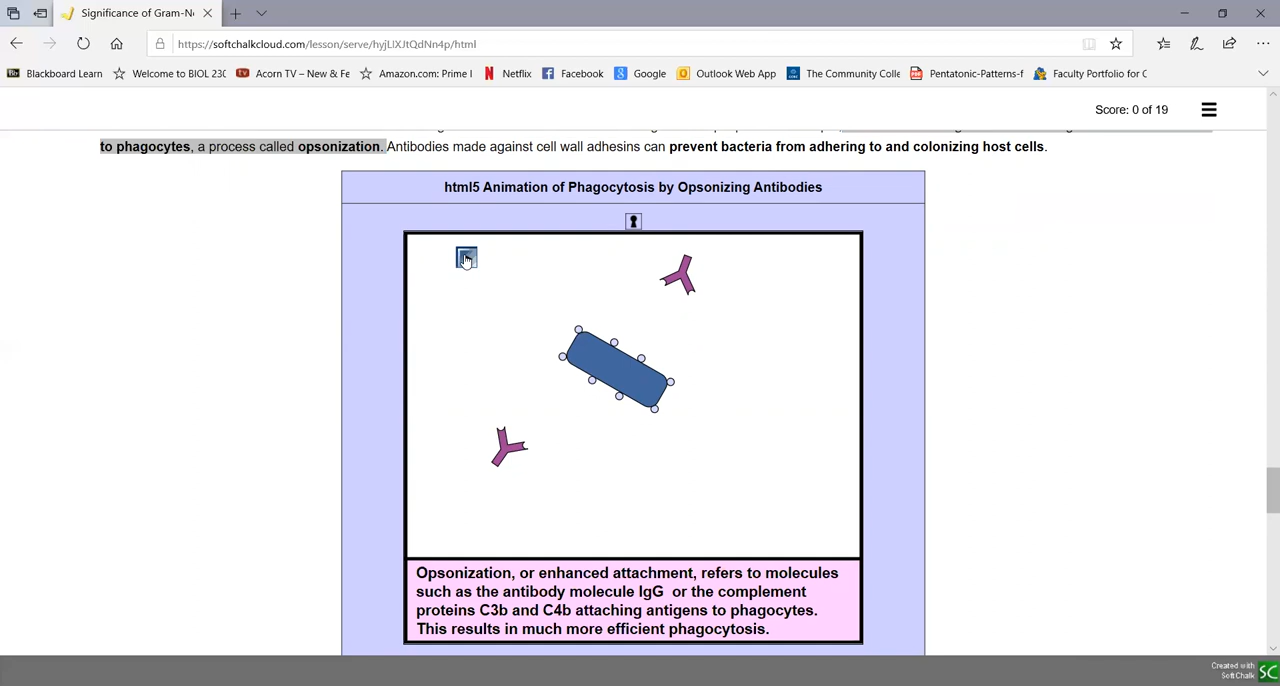 Significance of Gram-Ne
https://softchalkcloud.com/lesson/serve/hyjLlXJtQdNn4p/html
Bb Blackboard Learn Welcome to BIOL 230 Acorn TV – New & Fe Amazon.com: Prime I Netflix Facebook Google Outlook Web App The Community Colle Pentatonic-Patterns-f Faculty Portfolio for C
Score: 0 of 19
to phagocytes, a process called opsonization. Antibodies made against cell wall adhesins can prevent bacteria from adhering to and colonizing host cells.
html5 Animation of Phagocytosis by Opsonizing Antibodies
Opsonization, or enhanced attachment, refers to molecules
such as the antibody molecule IgG or the complement
proteins C3b and C4b attaching antigens to phagocytes.
This results in much more efficient phagocytosis.
Created with
SoftChalk
SC